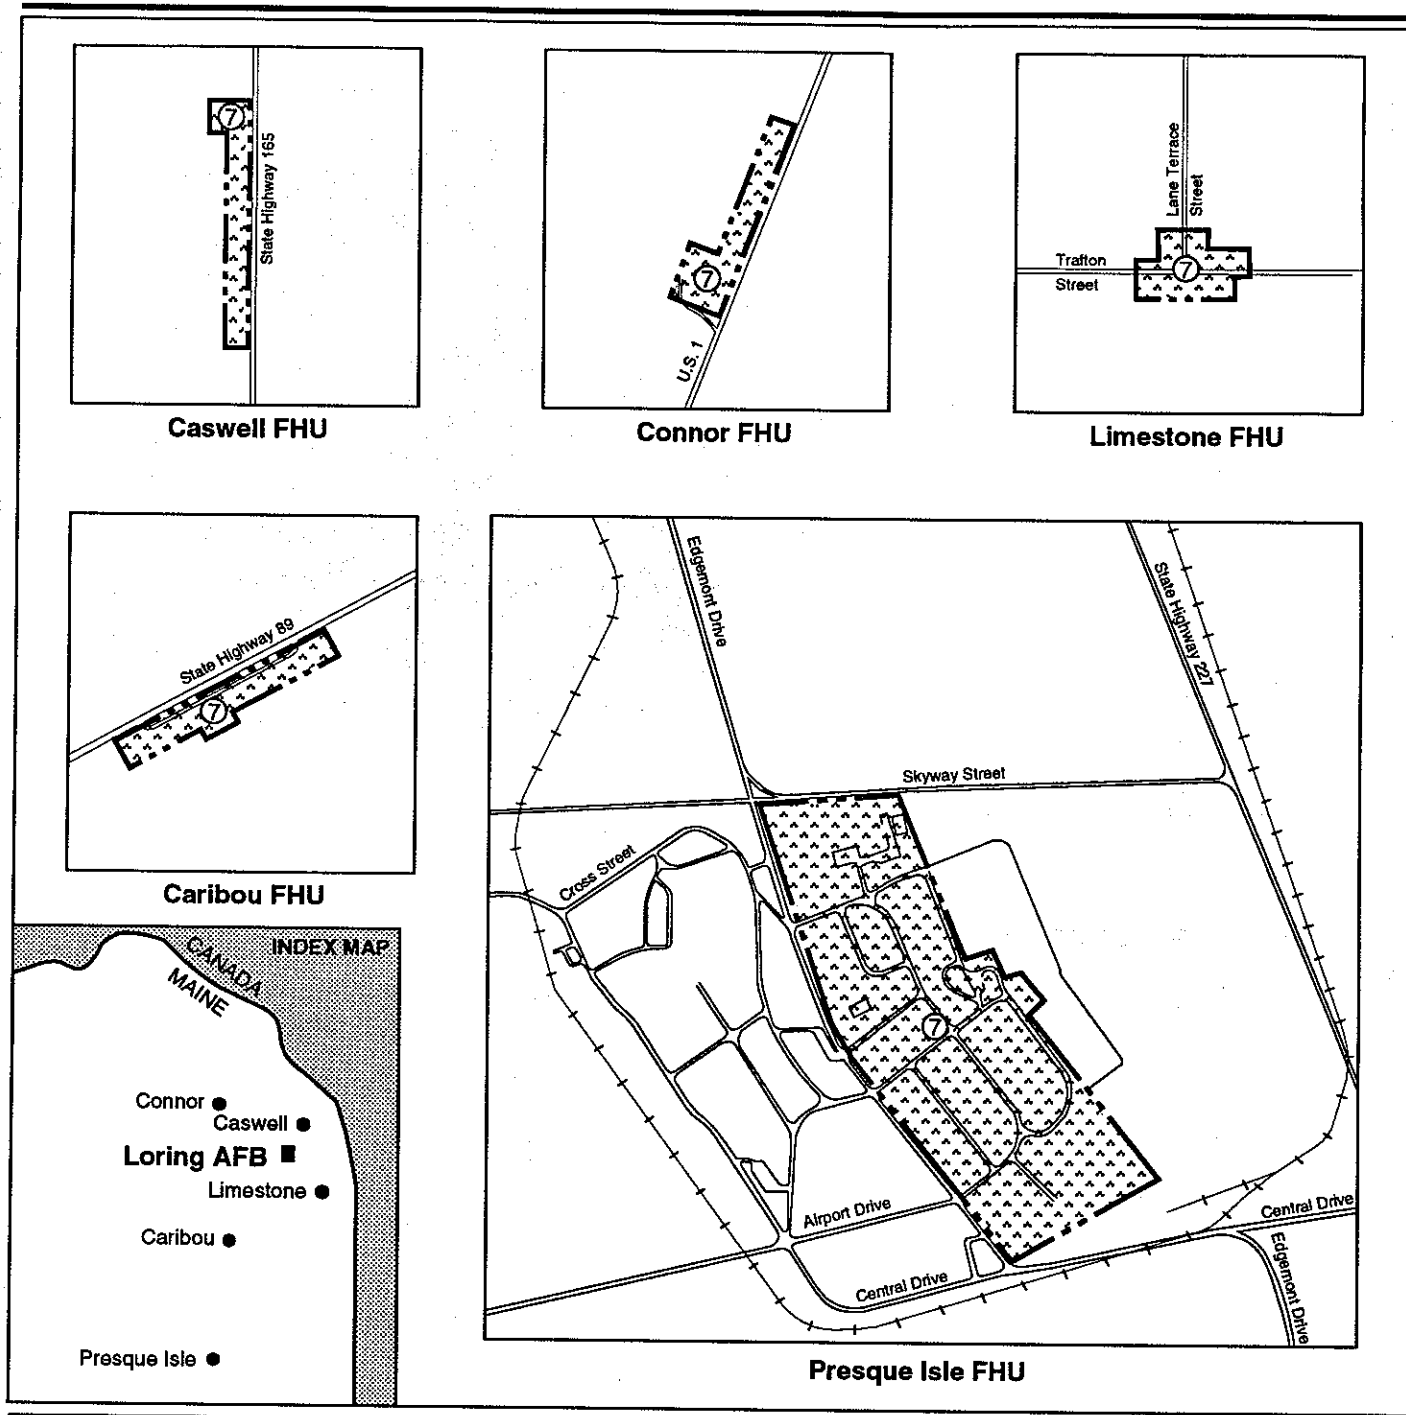 7
State Highway 165
Caswell FHU
7
U.S. 1
Connor FHU
Lane Terrace
Street
Trafton
Street
7
Limestone FHU
State Highway 89
7
Caribou FHU
Edgemont Drive
State Highway 227
Skyway Street
Cross Street
7
Airport Drive
Central Drive
Central Drive
Edgemont Drive
Presque Isle FHU
INDEX MAP
CANADA
MAINE
Connor
Caswell
Loring AFB
Limestone
Caribou
Presque Isle